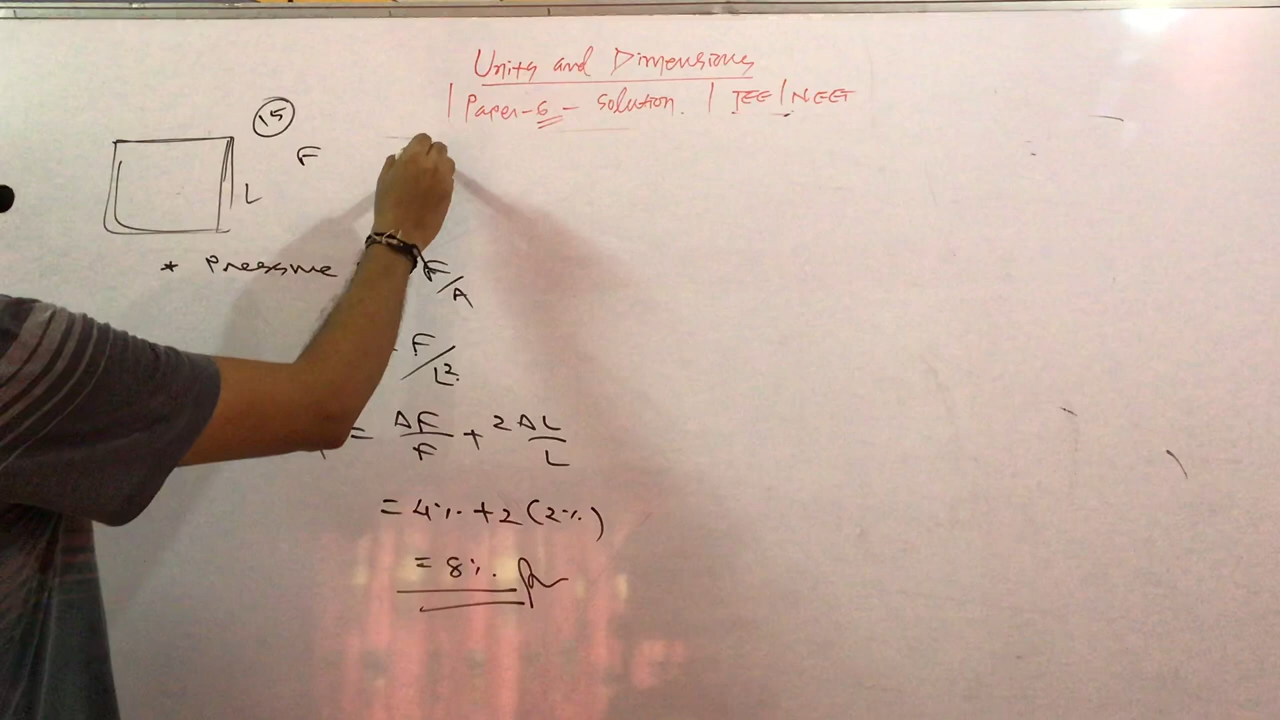 Units and Dimensions
| Paper-6 - Solution. | JEE | NEET
15
F
L
* Pressure F/A
F/L²
= ΔF/F + 2ΔL/L
= 4% + 2(2%)
= 8%.